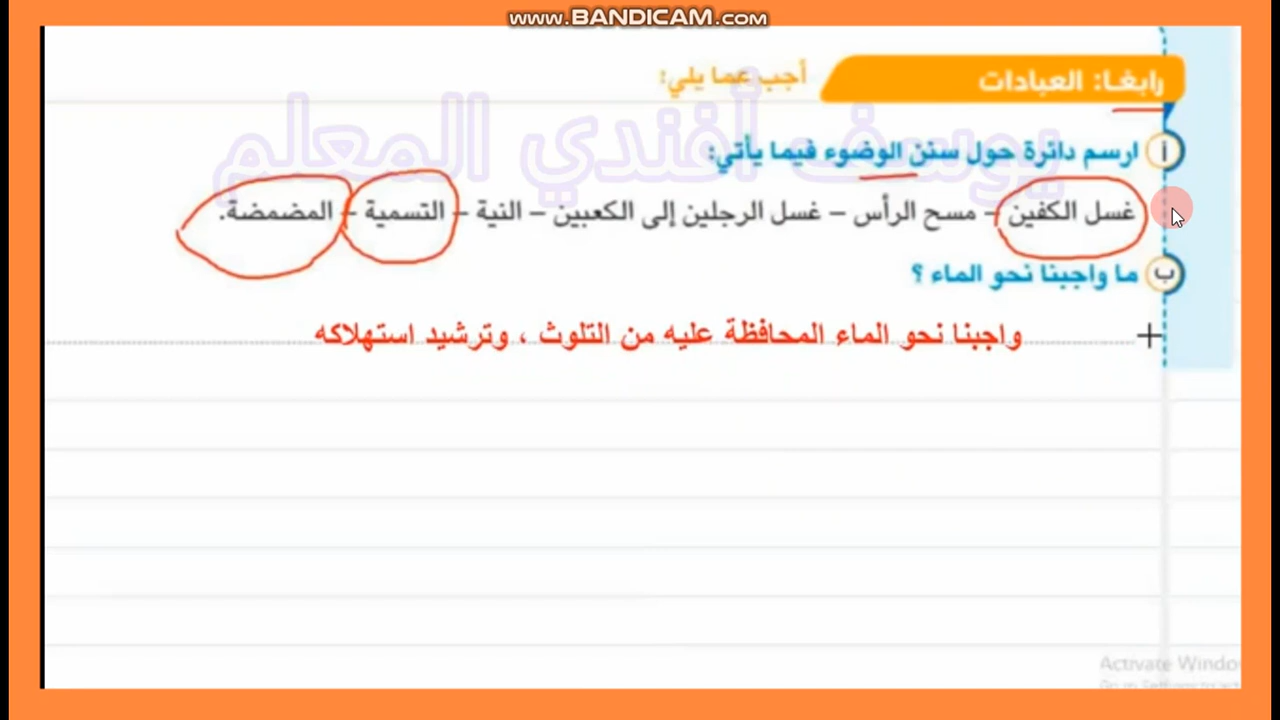 WWW.BANDICAM.COM
رابعًا: العبادات أجب عما يلي:
يوسف أفندي المعلم
أ ارسم دائرة حول سنن الوضوء فيما يأتي:
غسل الكفين – مسح الرأس – غسل الرجلين إلى الكعبين – النية – التسمية – المضمضة.
ب ما واجبنا نحو الماء ؟
واجبنا نحو الماء المحافظة عليه من التلوث ، وترشيد استهلاكه
Activate Windo